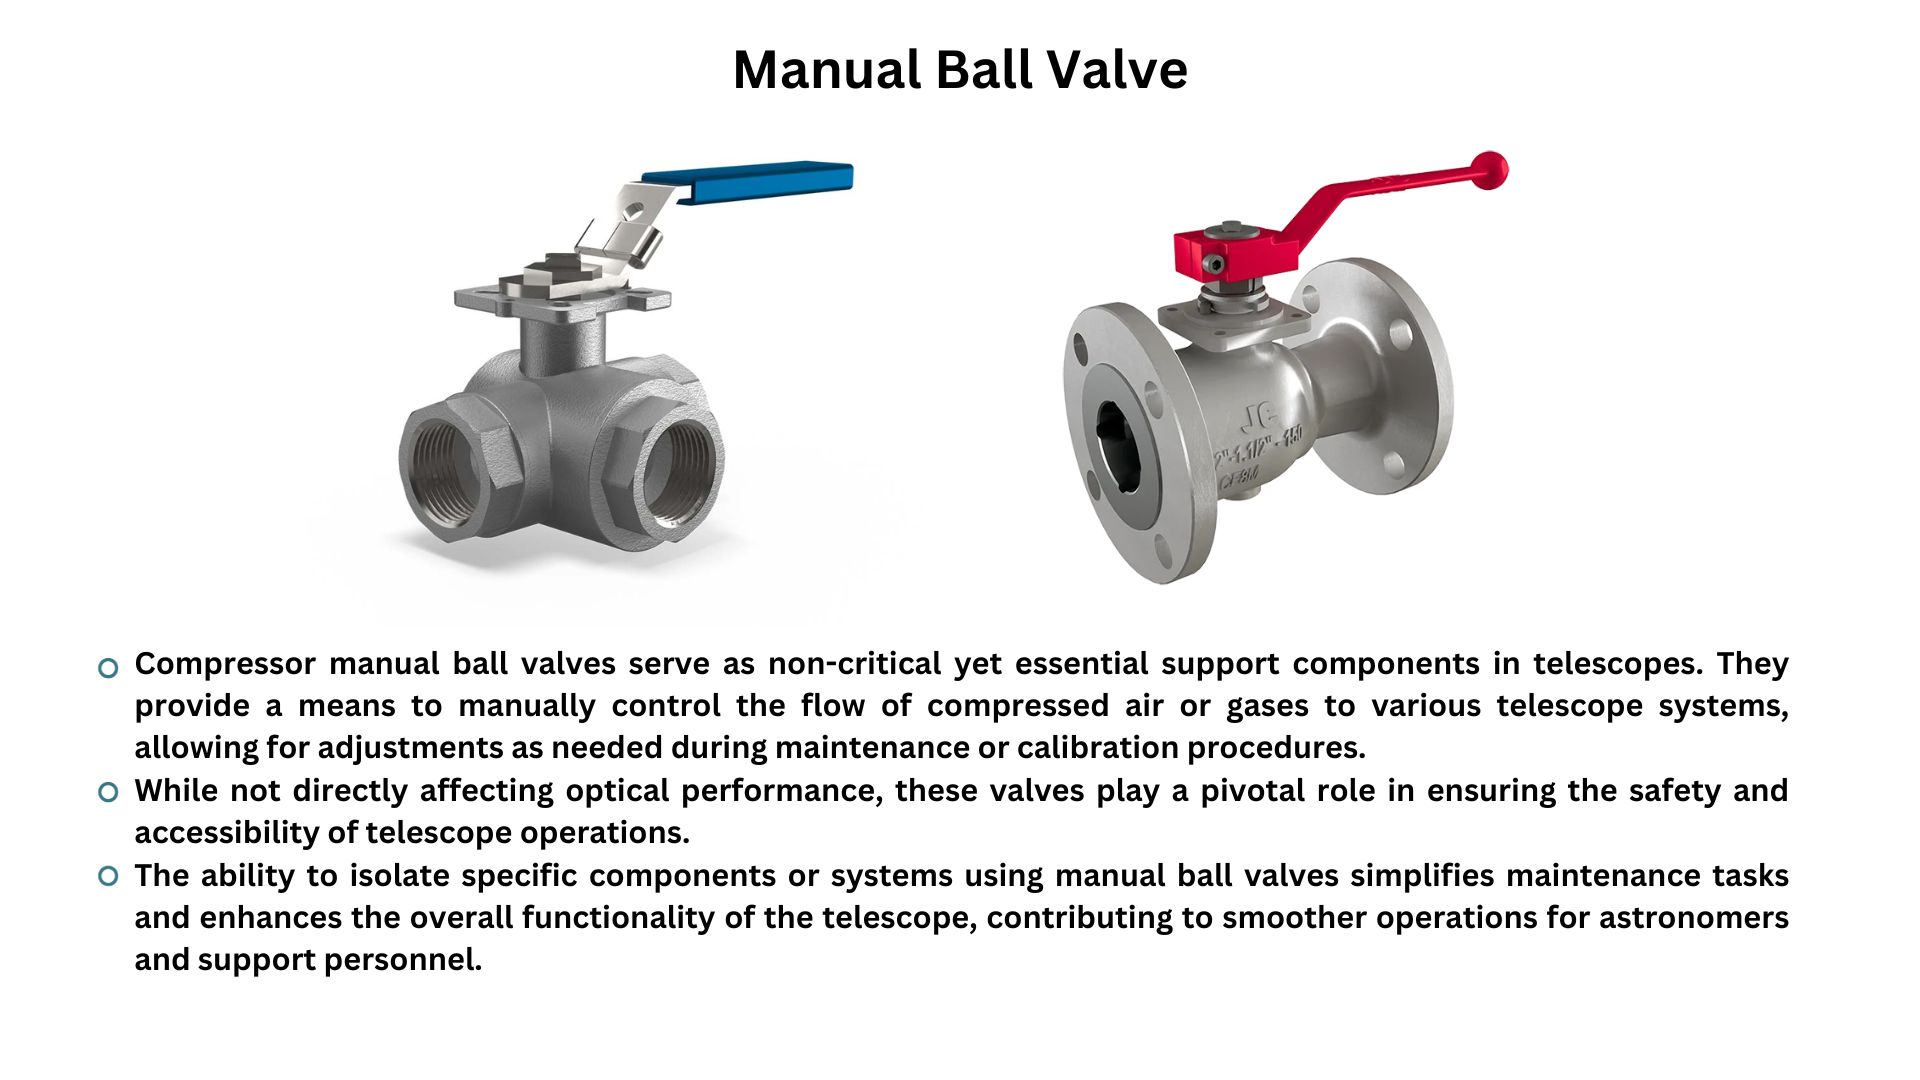 Manual Ball Valve
JC
2"-1.1/2"-150
CF8M
Compressor manual ball valves serve as non-critical yet essential support components in telescopes. They
provide a means to manually control the flow of compressed air or gases to various telescope systems,
allowing for adjustments as needed during maintenance or calibration procedures.
While not directly affecting optical performance, these valves play a pivotal role in ensuring the safety and
accessibility of telescope operations.
The ability to isolate specific components or systems using manual ball valves simplifies maintenance tasks
and enhances the overall functionality of the telescope, contributing to smoother operations for astronomers
and support personnel.